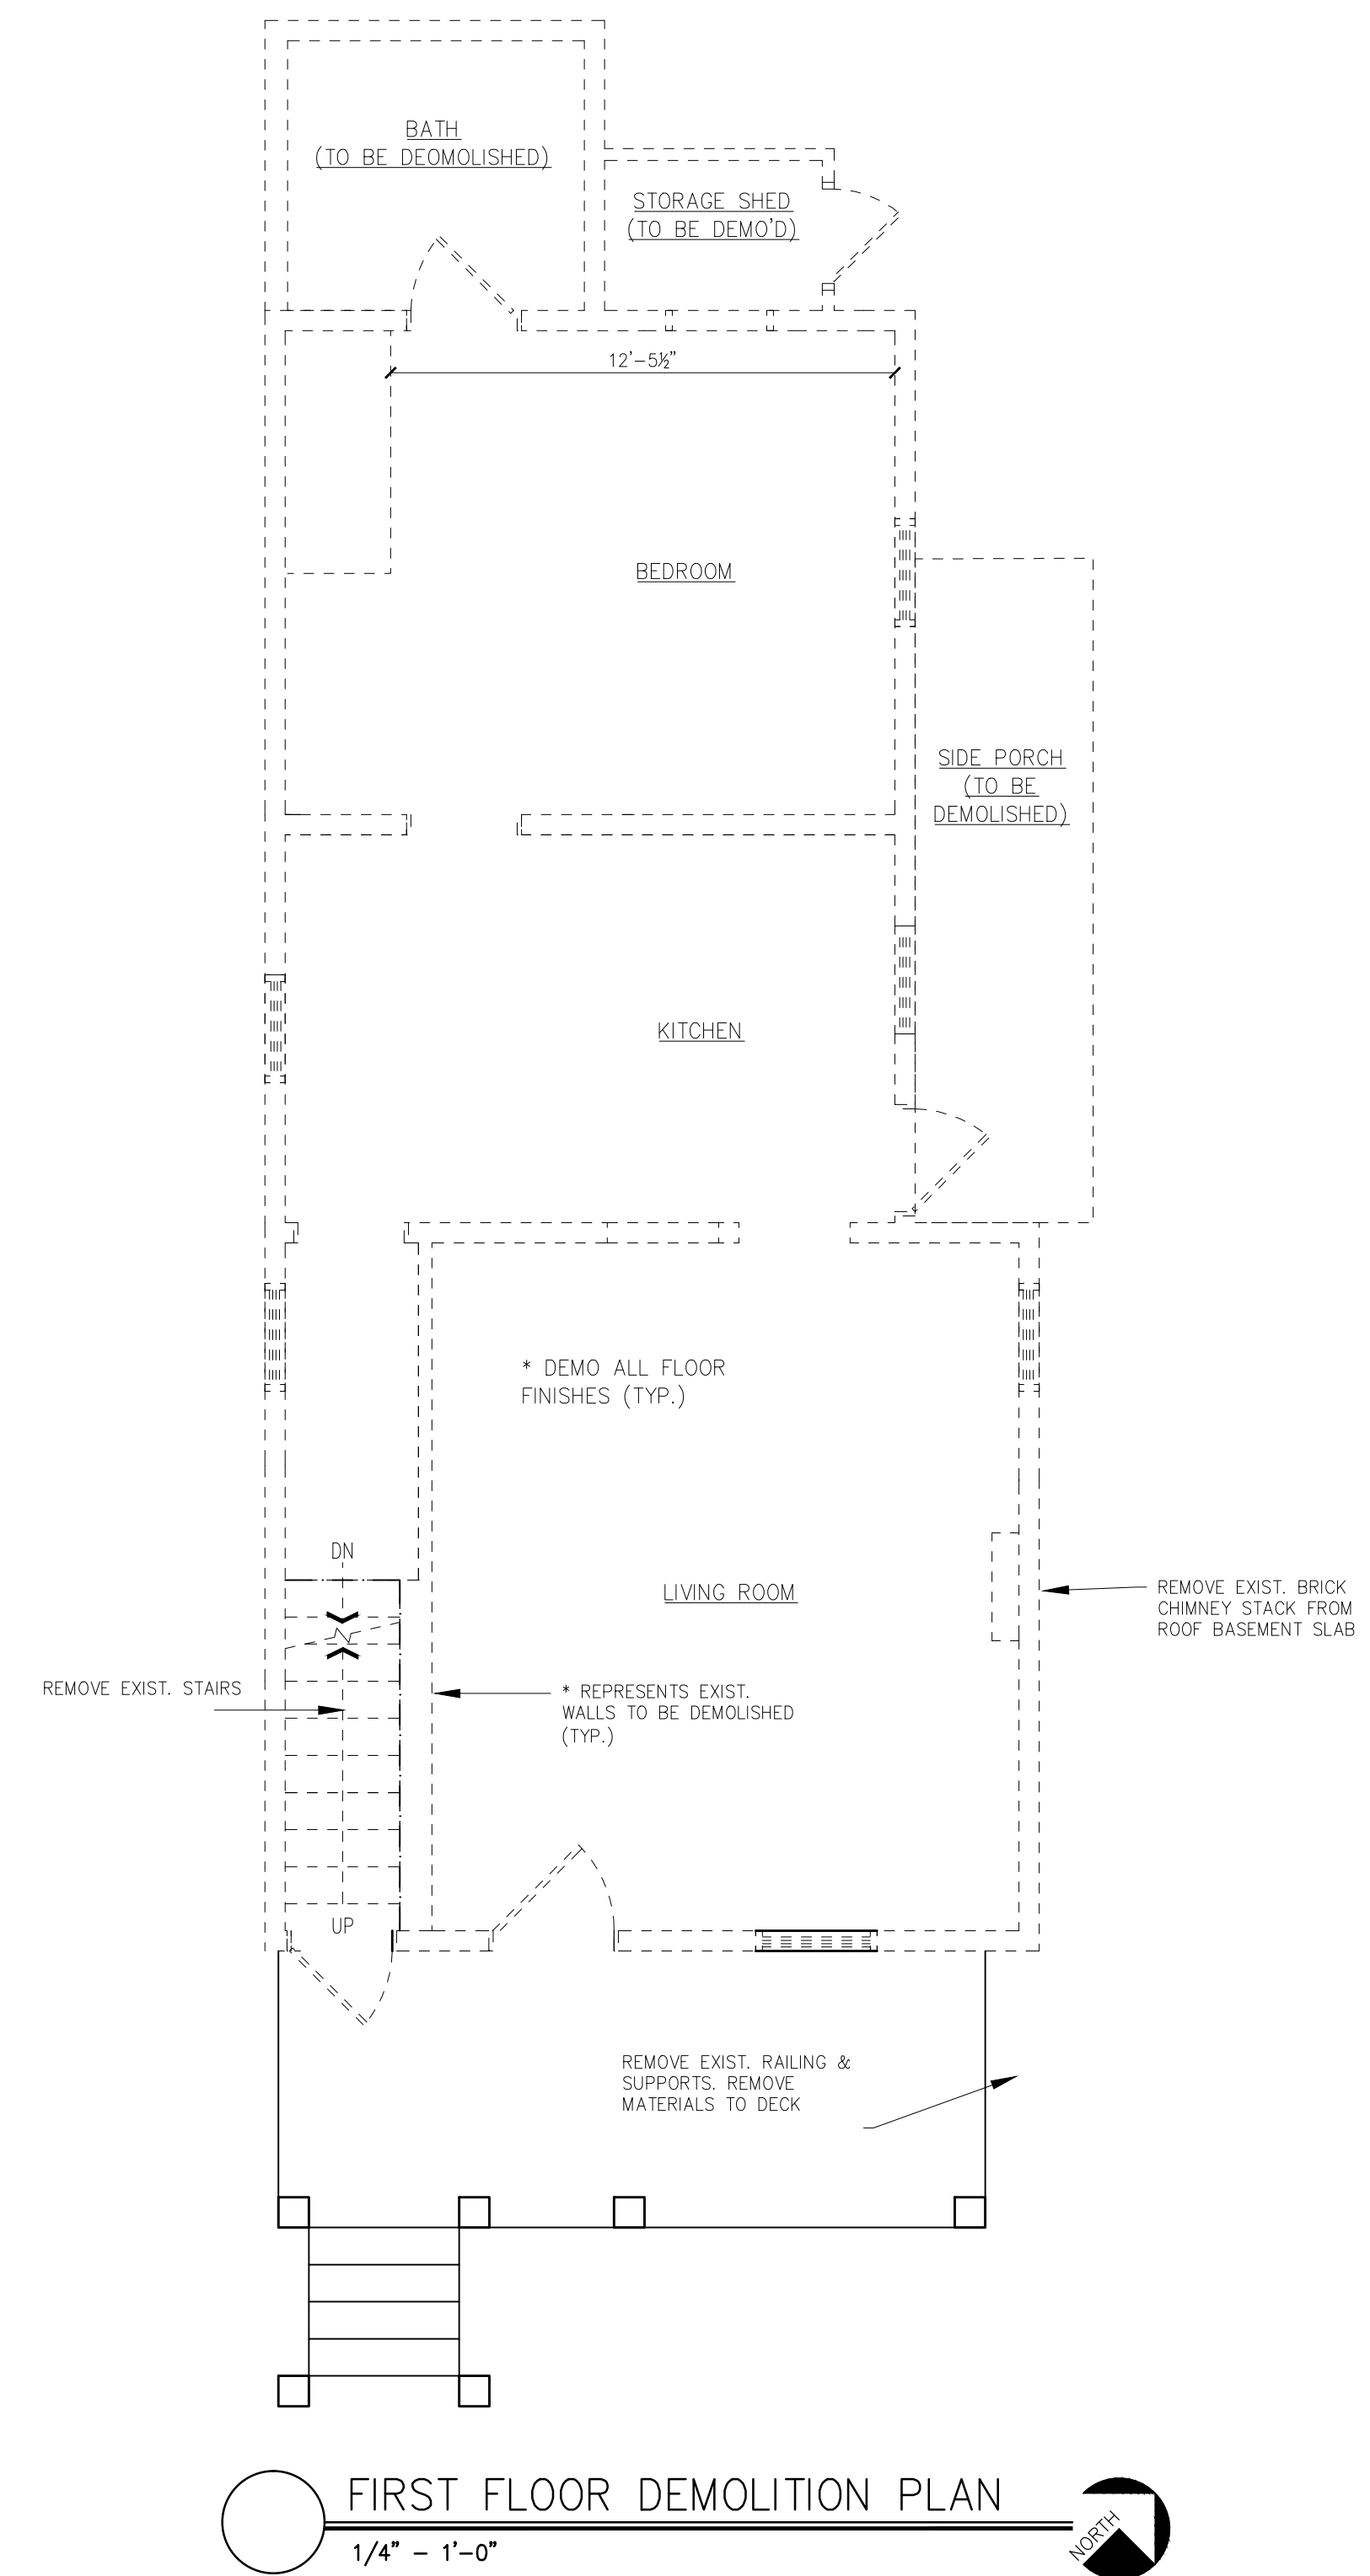 BATH
(TO BE DEOMOLISHED)
STORAGE SHED
(TO BE DEMO'D)
12'-5½"
BEDROOM
SIDE PORCH
(TO BE
DEMOLISHED)
KITCHEN
* DEMO ALL FLOOR
FINISHES (TYP.)
DN
LIVING ROOM
REMOVE EXIST. BRICK
CHIMNEY STACK FROM
ROOF BASEMENT SLAB
REMOVE EXIST. STAIRS
* REPRESENTS EXIST.
WALLS TO BE DEMOLISHED
(TYP.)
UP
REMOVE EXIST. RAILING &
SUPPORTS. REMOVE
MATERIALS TO DECK
FIRST FLOOR DEMOLITION PLAN
1/4" - 1'-0"
NORTH